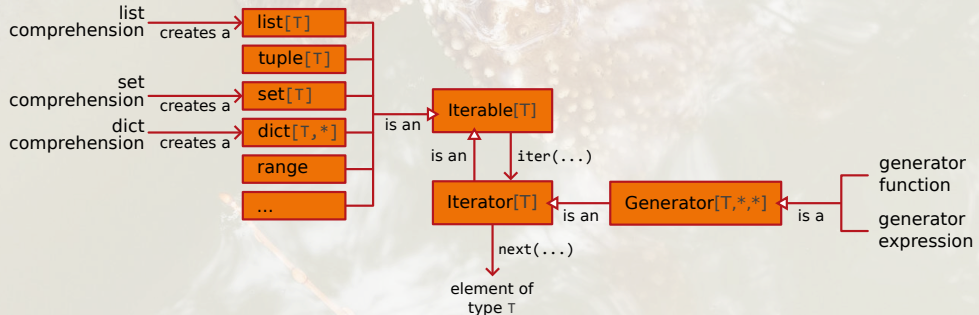 list
comprehension
creates a
list[T]
tuple[T]
set
comprehension
creates a
set[T]
dict
comprehension
creates a
dict[T,*]
range
...
is an
Iterable[T]
is an
iter(...)
Iterator[T]
is an
Generator[T,*,*]
is a
generator
function
generator
expression
next(...)
element of
type T